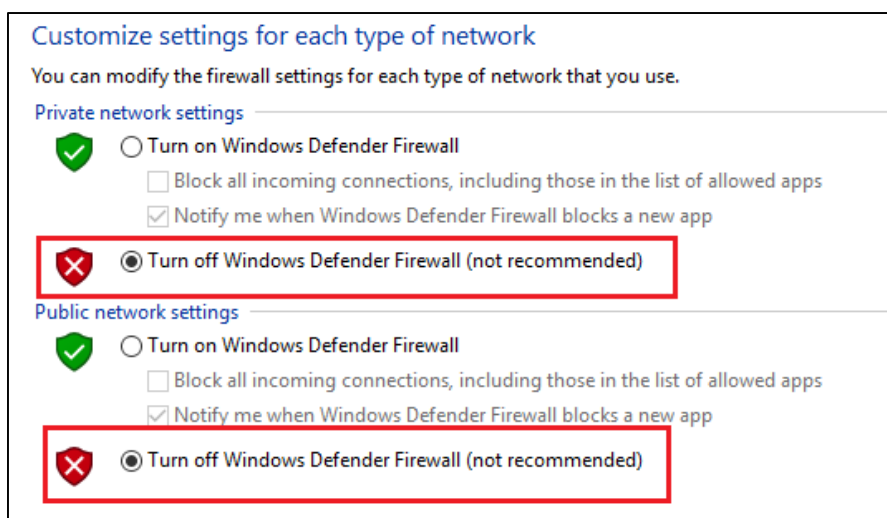 Customize settings for each type of network
You can modify the firewall settings for each type of network that you use.
Private network settings
Turn on Windows Defender Firewall
Block all incoming connections, including those in the list of allowed apps
Notify me when Windows Defender Firewall blocks a new app
Turn off Windows Defender Firewall (not recommended)
Public network settings
Turn on Windows Defender Firewall
Block all incoming connections, including those in the list of allowed apps
Notify me when Windows Defender Firewall blocks a new app
Turn off Windows Defender Firewall (not recommended)